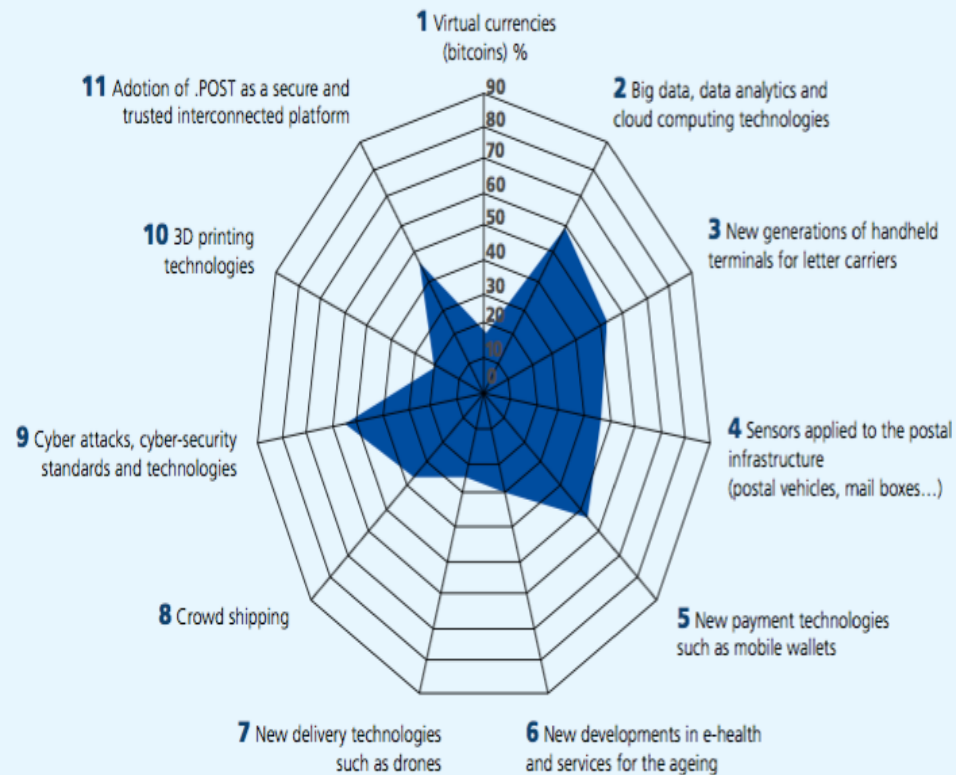 1 Virtual currencies
(bitcoins) %
11 Adotion of .POST as a secure and
trusted interconnected platform
2 Big data, data analytics and
cloud computing technologies
90
80
70
60
50
40
30
20
10
0
10 3D printing
technologies
3 New generations of handheld
terminals for letter carriers
9 Cyber attacks, cyber-security
standards and technologies
4 Sensors applied to the postal
infrastructure
(postal vehicles, mail boxes...)
8 Crowd shipping
5 New payment technologies
such as mobile wallets
7 New delivery technologies
such as drones
6 New developments in e-health
and services for the ageing